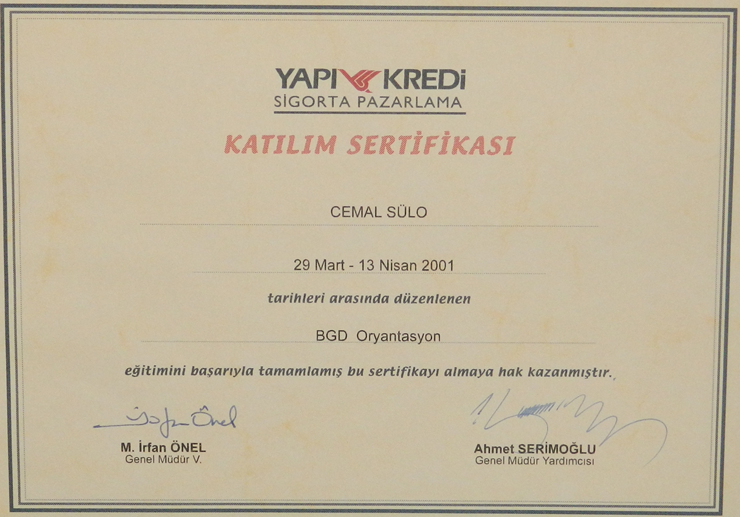 YAPI KREDİ
SİGORTA PAZARLAMA
KATILIM SERTİFİKASI
CEMAL SÜLO
29 Mart - 13 Nisan 2001
tarihleri arasında düzenlenen
BGD Oryantasyon
eğitimini başarıyla tamamlamış bu sertifikayı almaya hak kazanmıştır.
M. İrfan ÖNEL
Genel Müdür V.
Ahmet SERİMOĞLU
Genel Müdür Yardımcısı